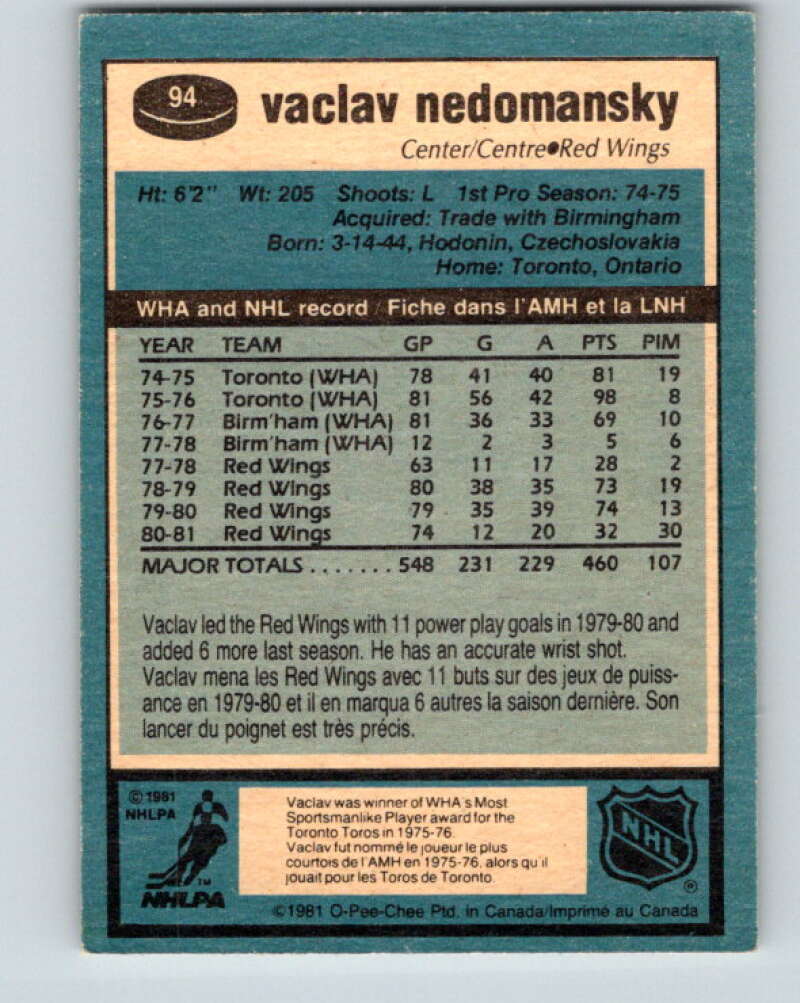 94
vaclav nedomansky
Center/Centre●Red Wings
Ht: 6'2" Wt: 205 Shoots: L 1st Pro Season: 74-75
Acquired: Trade with Birmingham
Born: 3-14-44, Hodonin, Czechoslovakia
Home: Toronto, Ontario
WHA and NHL record / Fiche dans l'AMH et la LNH
YEAR TEAM GP G A PTS PIM
74-75 Toronto (WHA) 78 41 40 81 19
75-76 Toronto (WHA) 81 56 42 98 8
76-77 Birm'ham (WHA) 81 36 33 69 10
77-78 Birm'ham (WHA) 12 2 3 5 6
77-78 Red Wings 63 11 17 28 2
78-79 Red Wings 80 38 35 73 19
79-80 Red Wings 79 35 39 74 13
80-81 Red Wings 74 12 20 32 30
MAJOR TOTALS ....... 548 231 229 460 107
Vaclav led the Red Wings with 11 power play goals in 1979-80 and
added 6 more last season. He has an accurate wrist shot.
Vaclav mena les Red Wings avec 11 buts sur des jeux de puiss-
ance en 1979-80 et il en marqua 6 autres la saison dernière. Son
lancer du poignet est très précis.
©1981
NHLPA
TM
NHLPA
Vaclav was winner of WHA's Most
Sportsmanlike Player award for the
Toronto Toros in 1975-76.
Vaclav fut nommé le joueur le plus
courtois de l'AMH en 1975-76, alors qu'il
jouait pour les Toros de Toronto.
NHL
®
©1981 O-Pee-Chee Ptd. in Canada/Imprimé au Canada